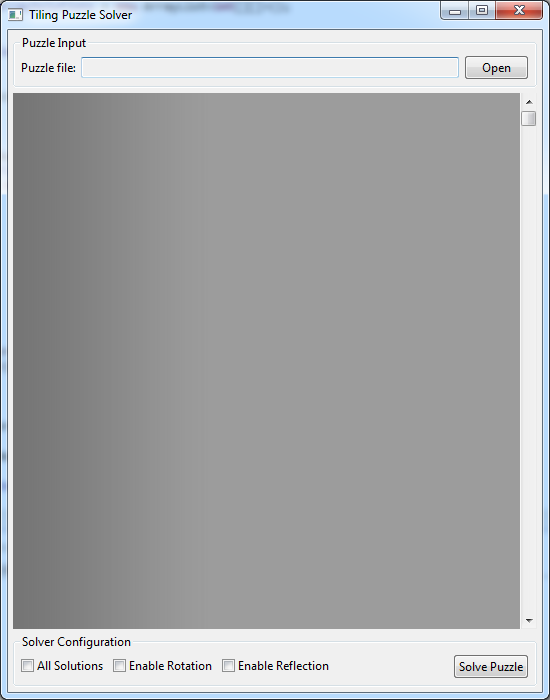 Tiling Puzzle Solver
Puzzle Input
Puzzle file:
Open
Solver Configuration
All Solutions
Enable Rotation
Enable Reflection
Solve Puzzle